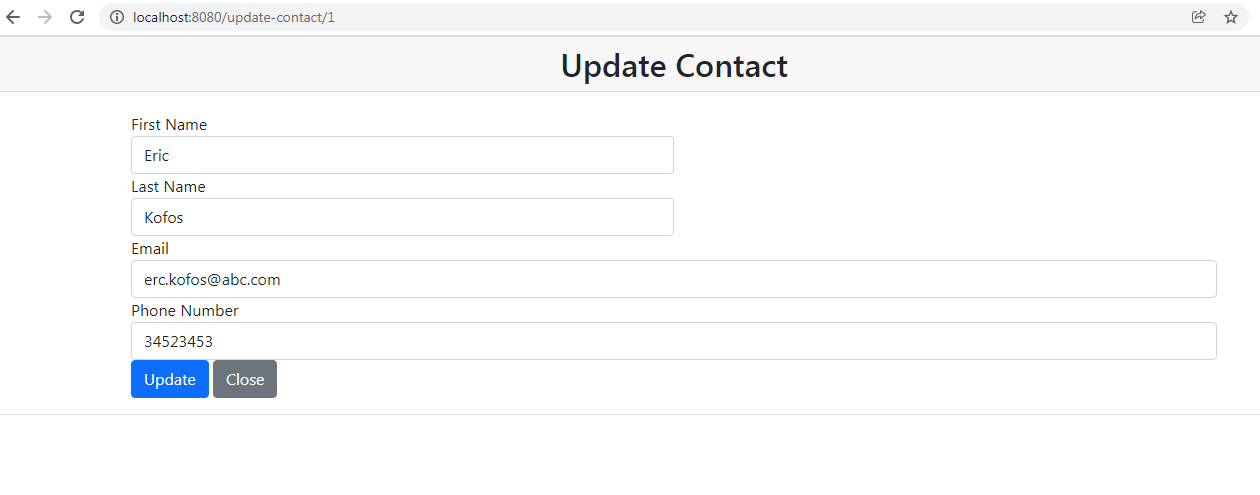 localhost:8080/update-contact/1
Update Contact
First Name
Eric
Last Name
Kofos
Email
erc.kofos@abc.com
Phone Number
34523453
Update Close